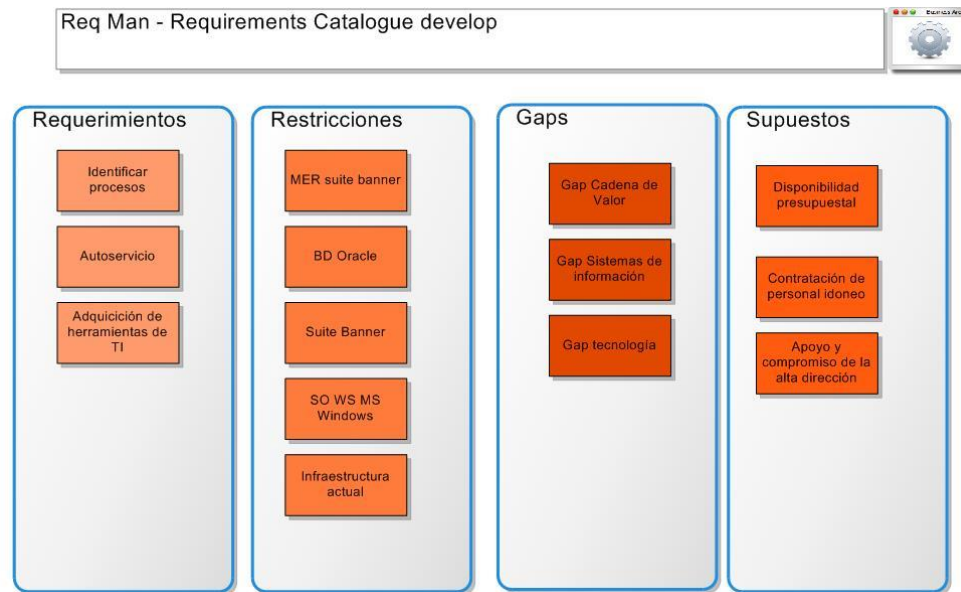 Req Man - Requirements Catalogue develop
Requerimientos
Identificar
procesos
Autoservicio
Adquicición de
herramientas de
TI
Restricciones
MER suite banner
BD Oracle
Suite Banner
SO WS MS
Windows
Infraestructura
actual
Gaps
Gap Cadena de
Valor
Gap Sistemas de
información
Gap tecnología
Supuestos
Disponibilidad
presupuestal
Contratación de
personal idoneo
Apoyo y
compromiso de la
alta dirección